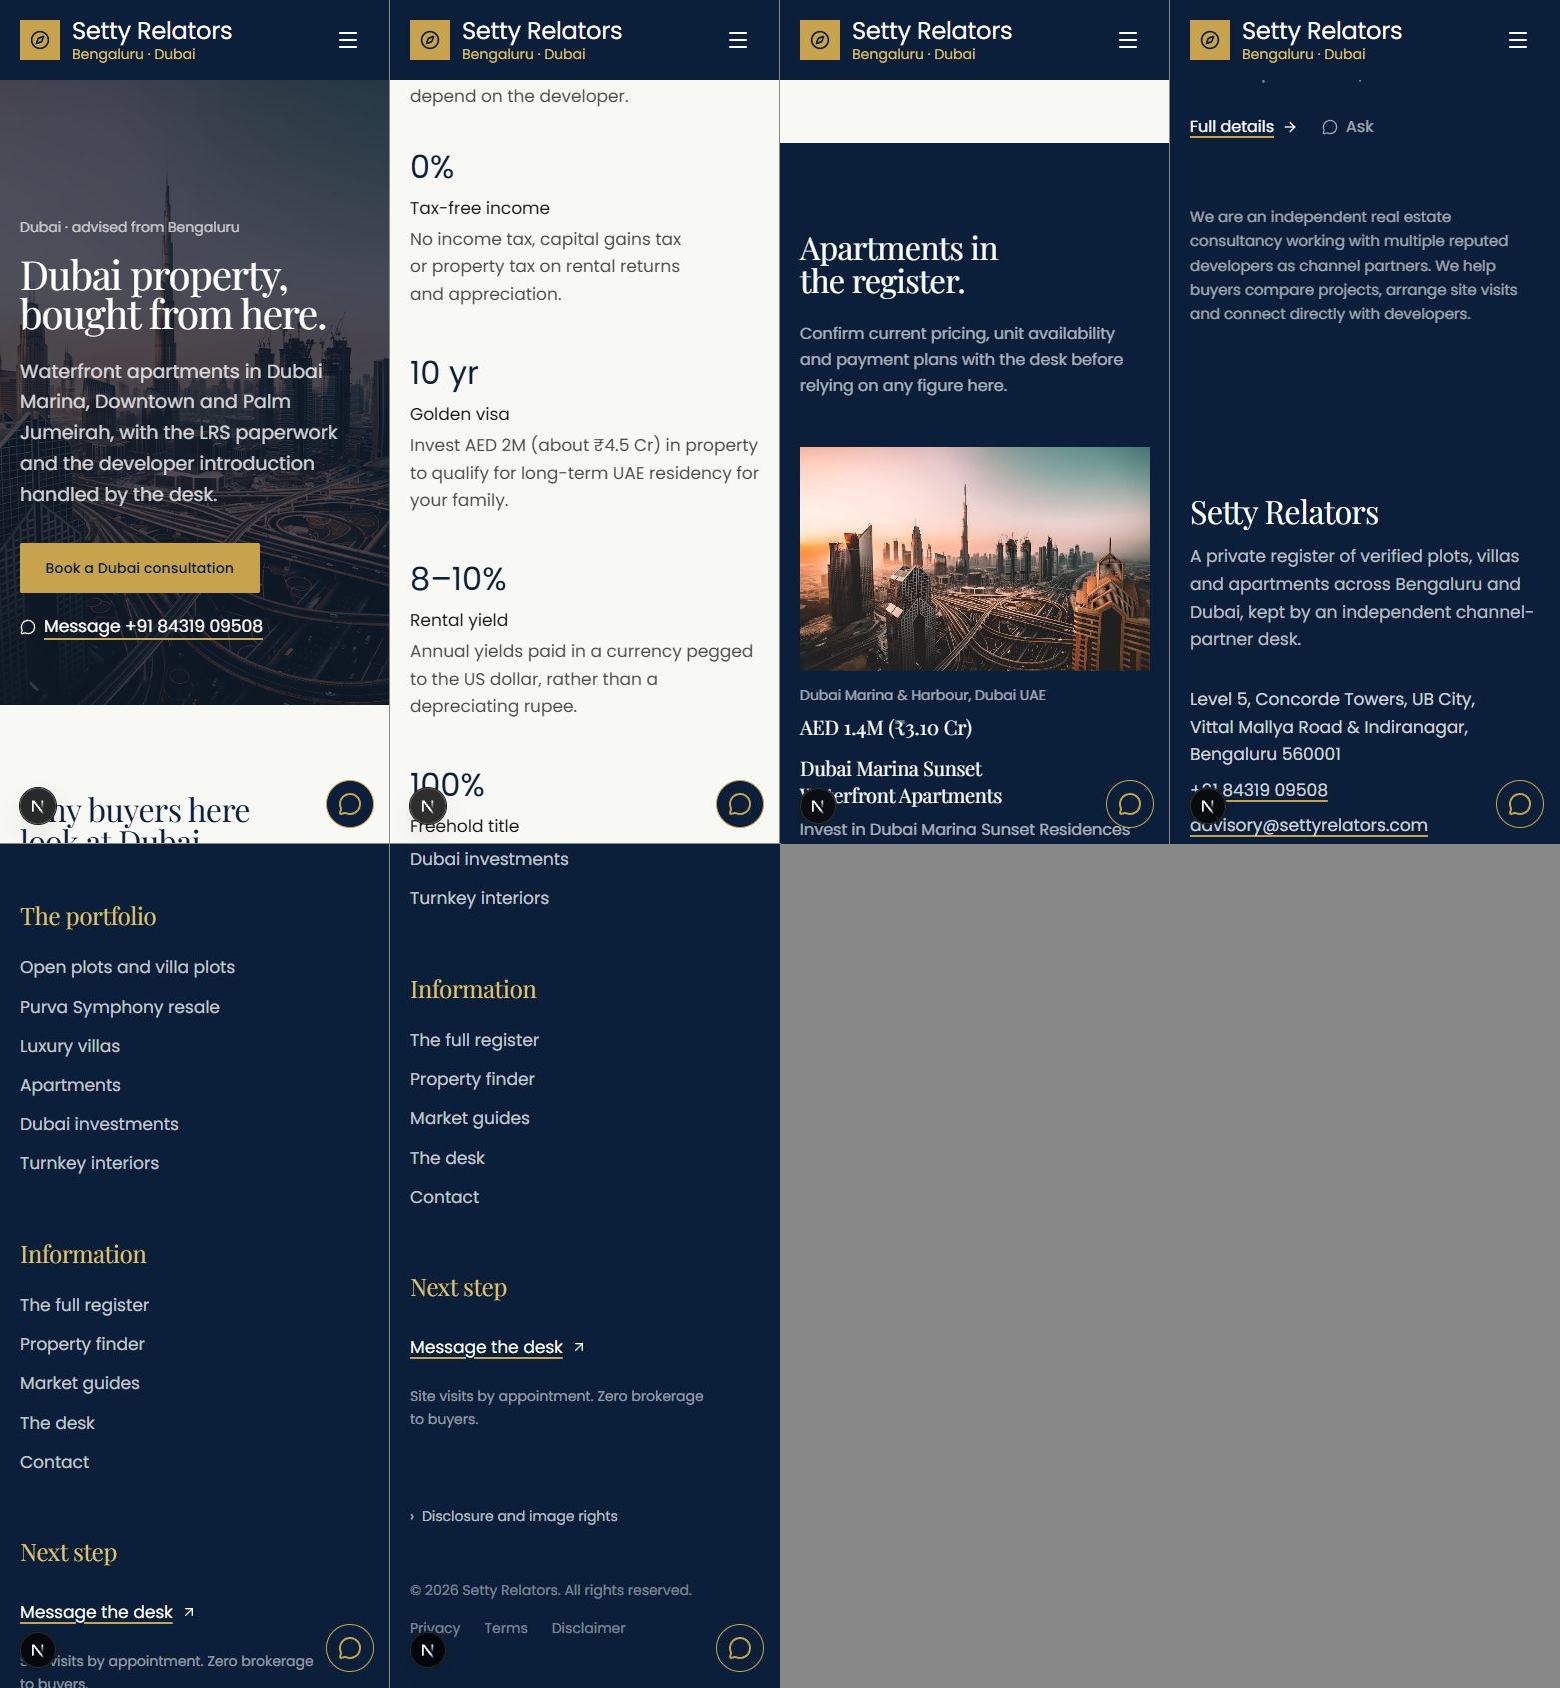 Setty Relators
Bengaluru · Dubai
Dubai · advised from Bengaluru
Dubai property,
bought from here.
Waterfront apartments in Dubai
Marina, Downtown and Palm
Jumeirah, with the LRS paperwork
and the developer introduction
handled by the desk.
Book a Dubai consultation
Message +91 84319 09508
N
buyers here
look at Dubai
Setty Relators
Bengaluru · Dubai
depend on the developer.
0%
Tax-free income
No income tax, capital gains tax
or property tax on rental returns
and appreciation.
10 yr
Golden visa
Invest AED 2M (about ₹4.5 Cr) in property
to qualify for long-term UAE residency for
your family.
8–10%
Rental yield
Annual yields paid in a currency pegged
to the US dollar, rather than a
depreciating rupee.
100%
N
Freehold title
Setty Relators
Bengaluru · Dubai
Apartments in
the register.
Confirm current pricing, unit availability
and payment plans with the desk before
relying on any figure here.
Dubai Marina & Harbour, Dubai UAE
AED 1.4M (₹3.10 Cr)
Dubai Marina Sunset
Apartments
N
Invest in Dubai Marina Sunset Residences
Setty Relators
Bengaluru · Dubai
Full details → Ask
We are an independent real estate
consultancy working with multiple reputed
developers as channel partners. We help
buyers compare projects, arrange site visits
and connect directly with developers.
Setty Relators
A private register of verified plots, villas
and apartments across Bengaluru and
Dubai, kept by an independent channel-
partner desk.
Level 5, Concorde Towers, UB City,
Vittal Mallya Road & Indiranagar,
Bengaluru 560001
84319 09508
N
advisory@settyrelators.com
The portfolio
Open plots and villa plots
Purva Symphony resale
Luxury villas
Apartments
Dubai investments
Turnkey interiors
Information
The full register
Property finder
Market guides
The desk
Contact
Next step
Message the desk ↗
N
visits by appointment. Zero brokerage
to buyers.
Dubai investments
Turnkey interiors
Information
The full register
Property finder
Market guides
The desk
Contact
Next step
Message the desk ↗
Site visits by appointment. Zero brokerage
to buyers.
› Disclosure and image rights
© 2026 Setty Relators. All rights reserved.
Privacy Terms Disclaimer
N